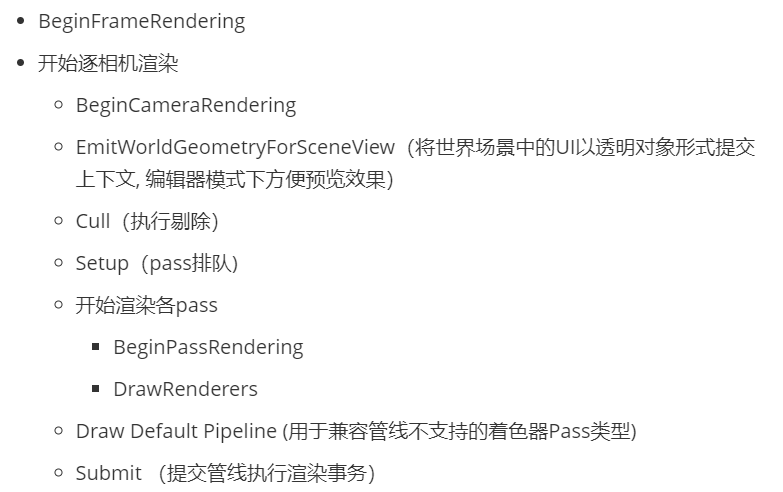 BeginFrameRendering
开始逐相机渲染
BeginCameraRendering
EmitWorldGeometryForSceneView（将世界场景中的UI以透明对象形式提交
上下文, 编辑器模式下方便预览效果）
Cull（执行剔除）
Setup（pass排队)
开始渲染各pass
BeginPassRendering
DrawRenderers
Draw Default Pipeline (用于兼容管线不支持的着色器Pass类型)
Submit （提交管线执行渲染事务）